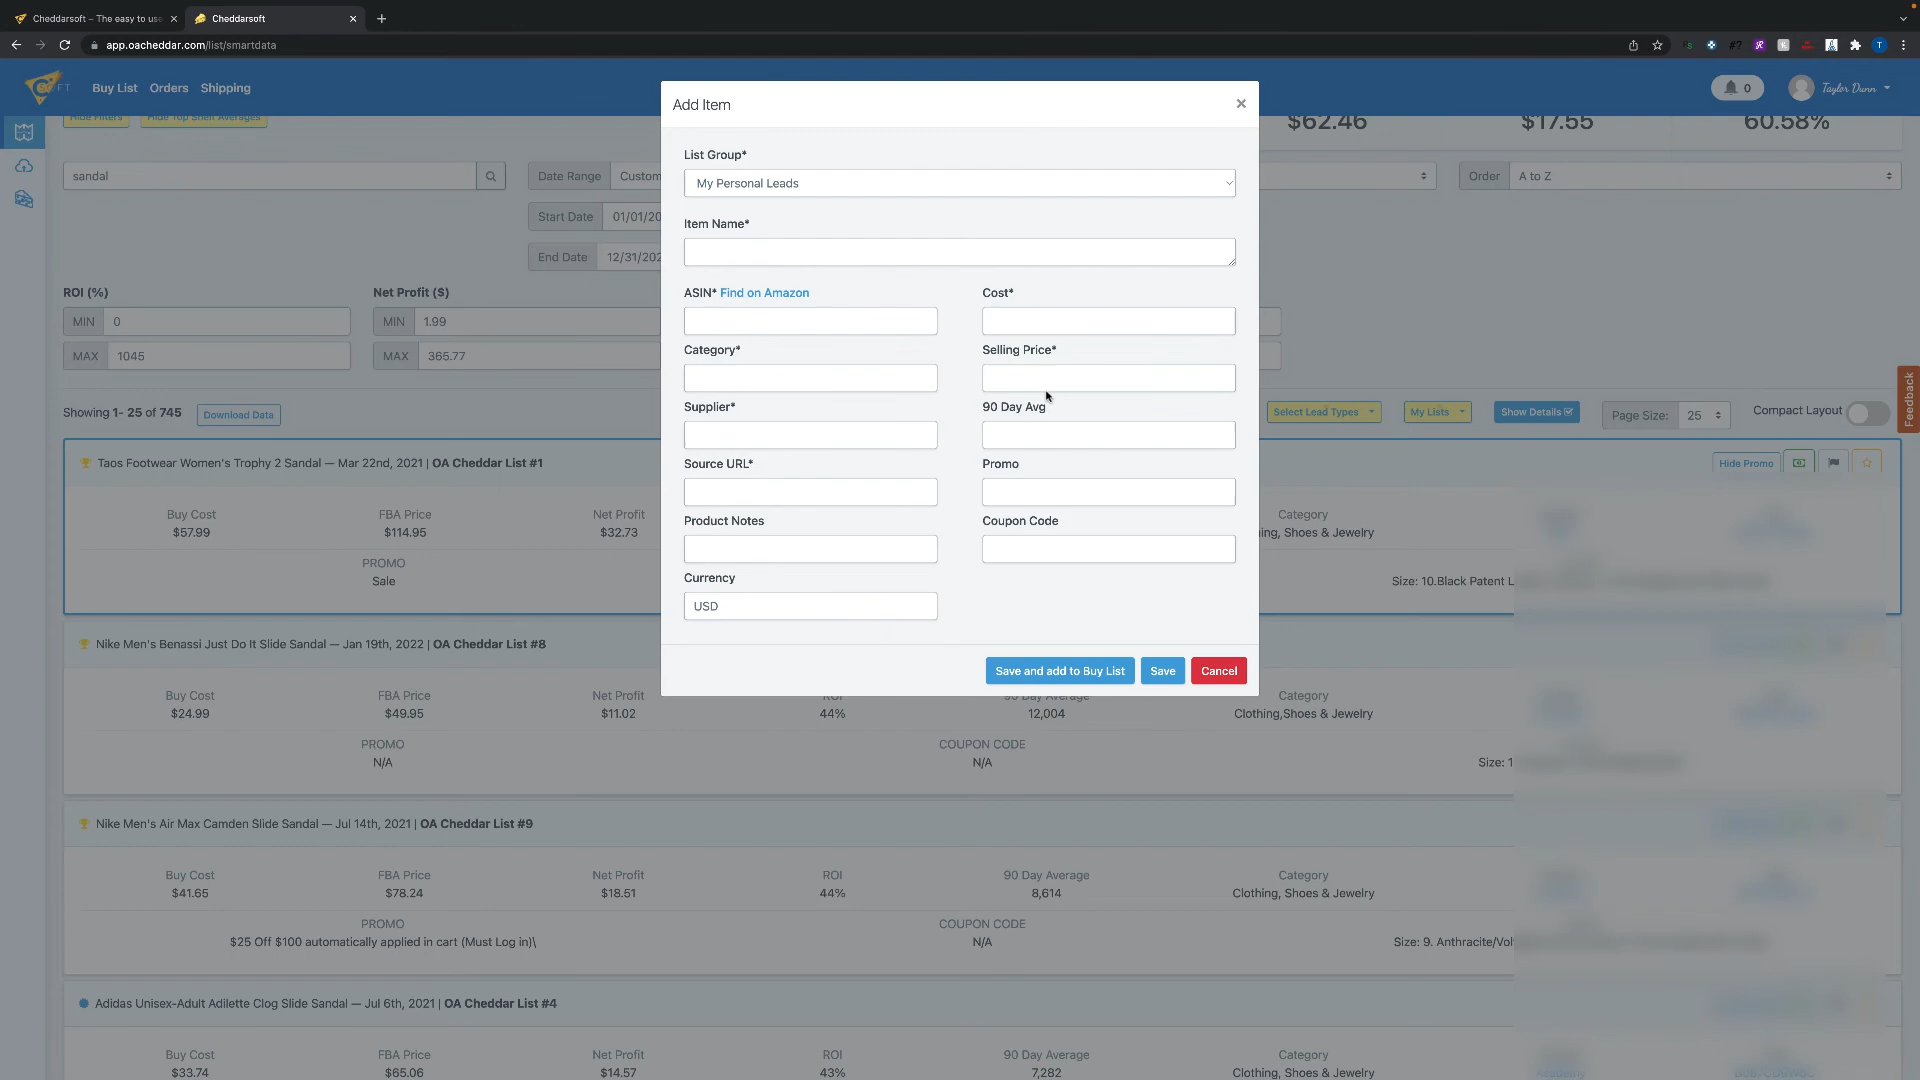 Cheddarsoft – The easy to use
Cheddarsoft
app.oacheddar.com/list/smartdata
Buy List Orders Shipping
0 Taylor Dunn
Hide Filters Hide Top Shelf Averages
$62.46 $17.55 60.58%
sandal
Date Range Custom
Order A to Z
Start Date 01/01/20
End Date 12/31/202
ROI (%) Net Profit ($)
MIN 0 MIN 1.99
MAX 1045 MAX 365.77
Showing 1- 25 of 745 Download Data
Select Lead Types My Lists Show Details Page Size: 25 Compact Layout
Feedback
Add Item
List Group*
My Personal Leads
Item Name*
ASIN* Find on Amazon Cost*
Category* Selling Price*
Supplier* 90 Day Avg
Source URL* Promo
Product Notes Coupon Code
Currency
USD
Save and add to Buy List Save Cancel
Taos Footwear Women's Trophy 2 Sandal — Mar 22nd, 2021 | OA Cheddar List #1 Hide Promo
Buy Cost FBA Price Net Profit Category
$57.99 $114.95 $32.73 ing, Shoes & Jewelry
PROMO
Sale Size: 10.Black Patent L
Nike Men's Benassi Just Do It Slide Sandal — Jan 19th, 2022 | OA Cheddar List #8
Buy Cost FBA Price Net Profit ROI 90 Day Average Category
$24.99 $49.95 $11.02 44% 12,004 Clothing,Shoes & Jewelry
PROMO COUPON CODE
N/A N/A Size: 1
Nike Men's Air Max Camden Slide Sandal — Jul 14th, 2021 | OA Cheddar List #9
Buy Cost FBA Price Net Profit ROI 90 Day Average Category
$41.65 $78.24 $18.51 44% 8,614 Clothing, Shoes & Jewelry
PROMO COUPON CODE
$25 Off $100 automatically applied in cart (Must Log in)\ N/A Size: 9. Anthracite/Vol
Adidas Unisex-Adult Adilette Clog Slide Sandal — Jul 6th, 2021 | OA Cheddar List #4
Buy Cost FBA Price Net Profit ROI 90 Day Average Category
$33.74 $65.06 $14.57 43% 7,282 Clothing, Shoes & Jewelry